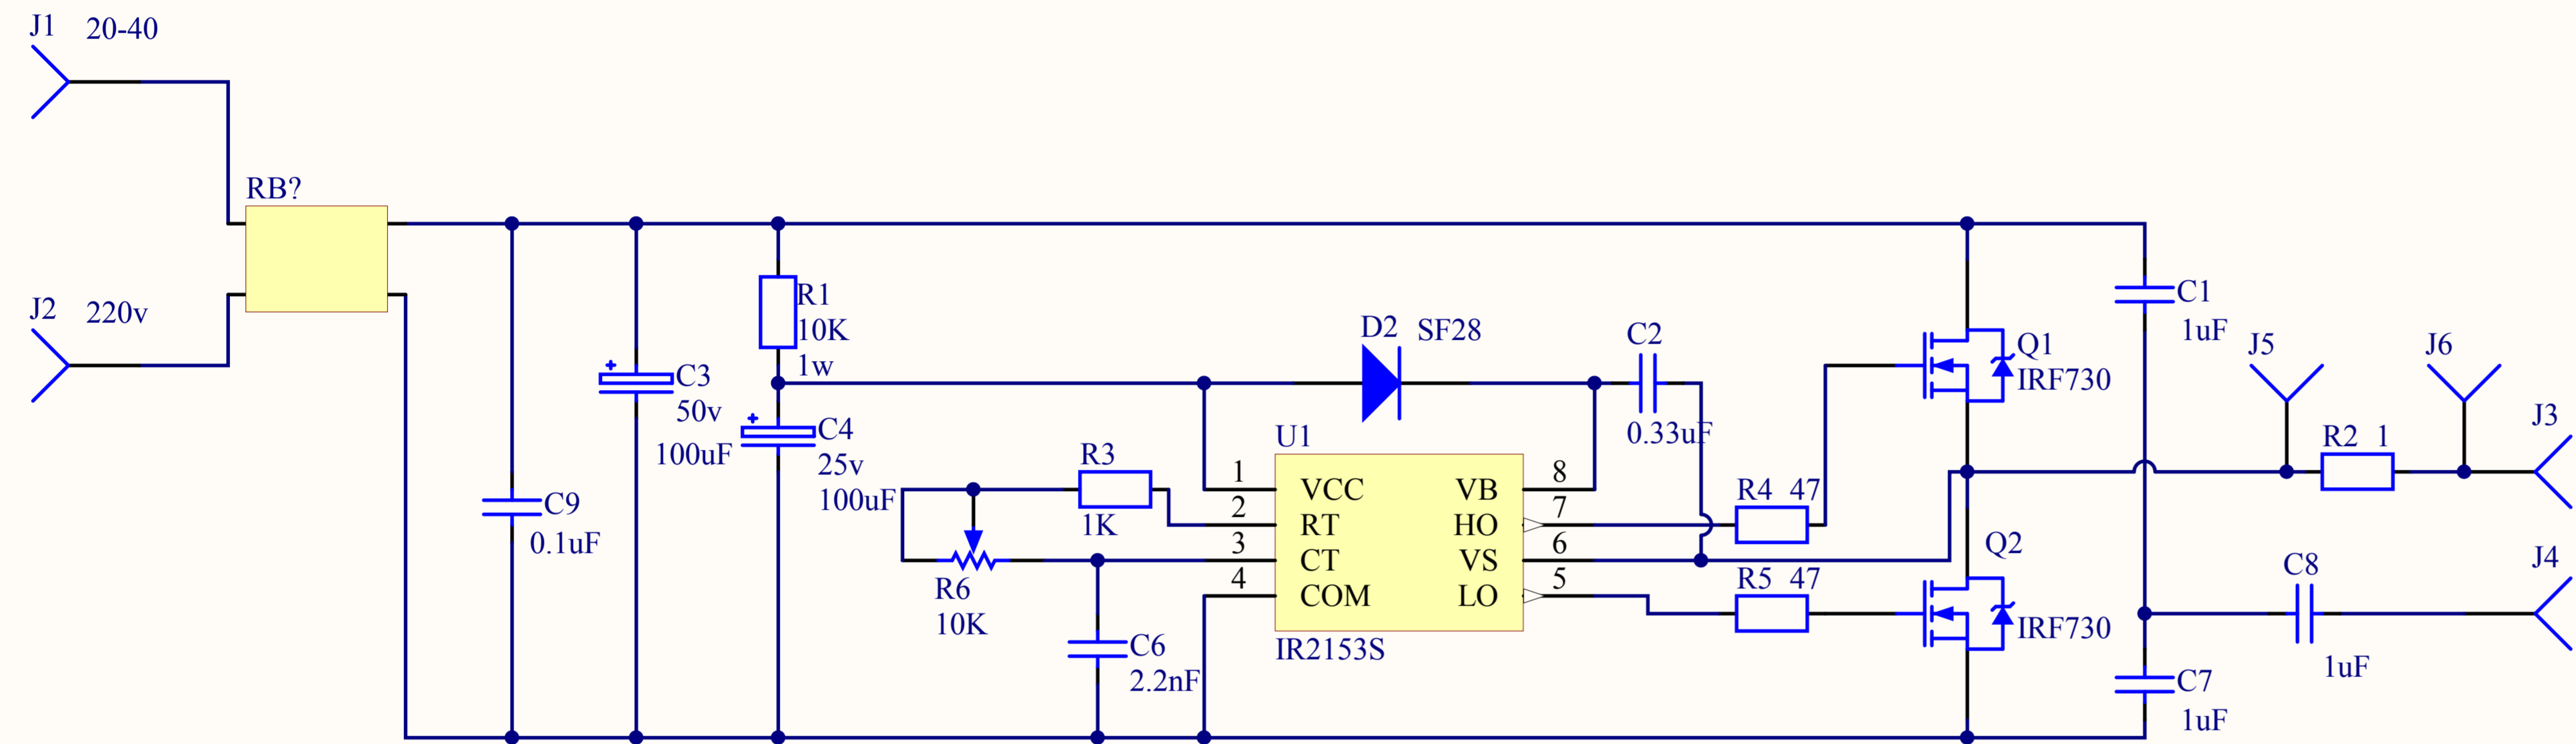 J1 20-40
RB?
J2 220v
R1
10K
1w
C3
50v
100uF
C4
25v
100uF
C9
0.1uF
R3
1K
R6
10K
C6
2.2nF
D2 SF28
C2
0.33uF
U1
1 VCC VB 8
2 RT HO 7
3 CT VS 6
4 COM LO 5
IR2153S
R4 47
R5 47
Q1
IRF730
Q2
IRF730
C1
1uF
J5
J6
R2 1
J3
C8
1uF
J4
C7
1uF